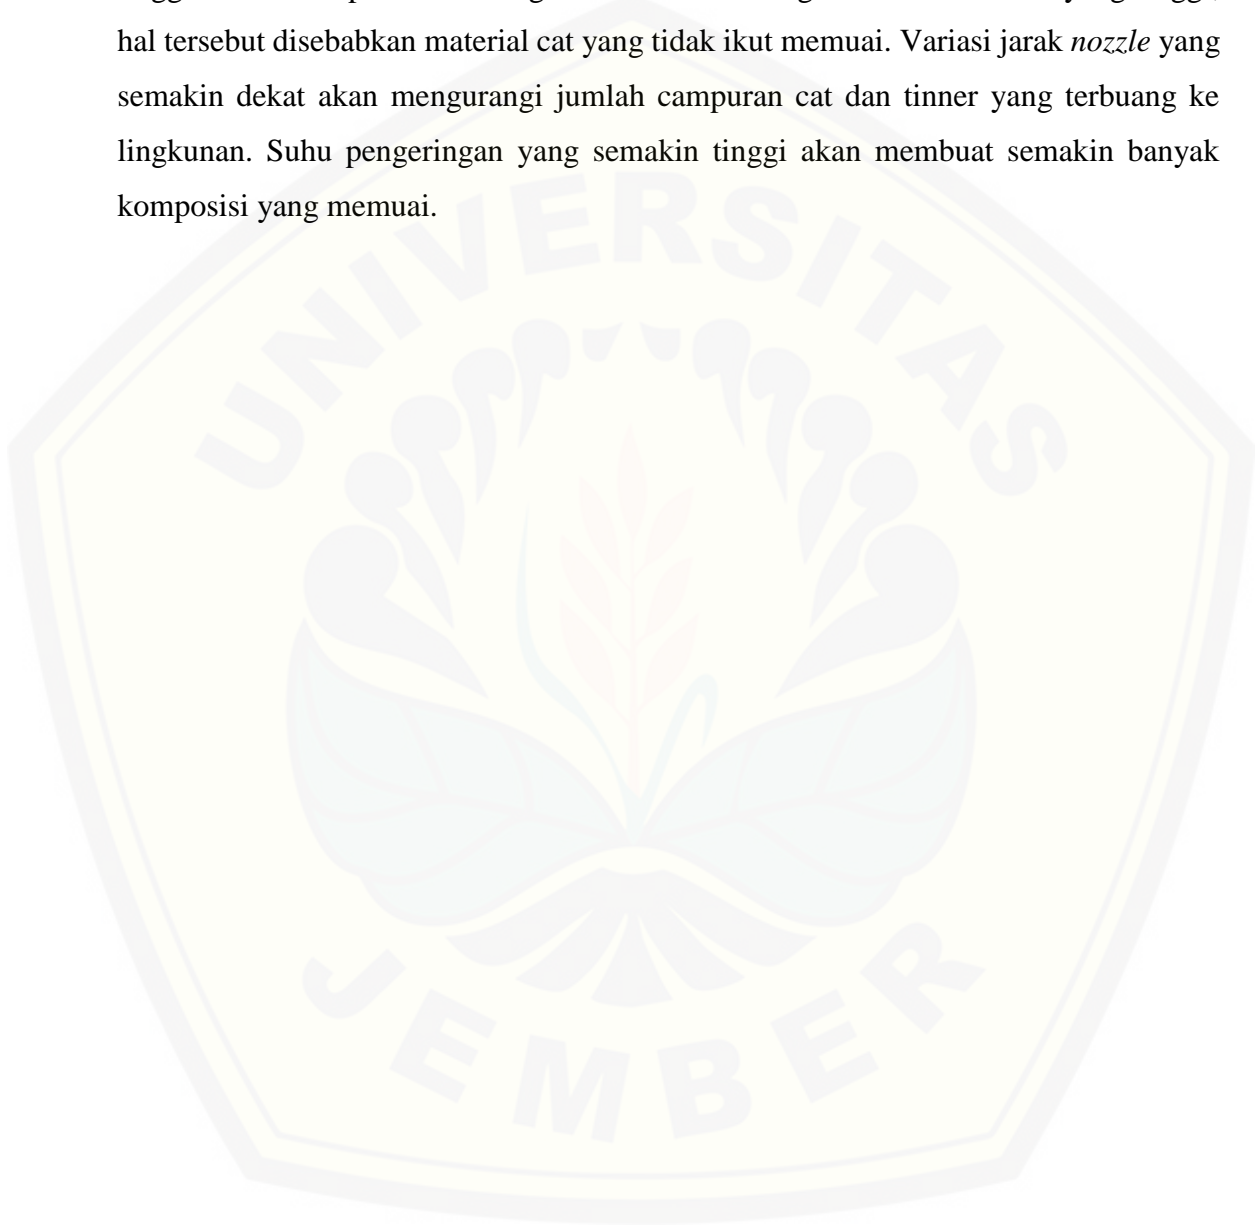 hal tersebut disebabkan material cat yang tidak ikut memuai. Variasi jarak nozzle yang
semakin dekat akan mengurangi jumlah campuran cat dan tinner yang terbuang ke
lingkunan. Suhu pengeringan yang semakin tinggi akan membuat semakin banyak
komposisi yang memuai.
UNIVERSITAS
JEMBER